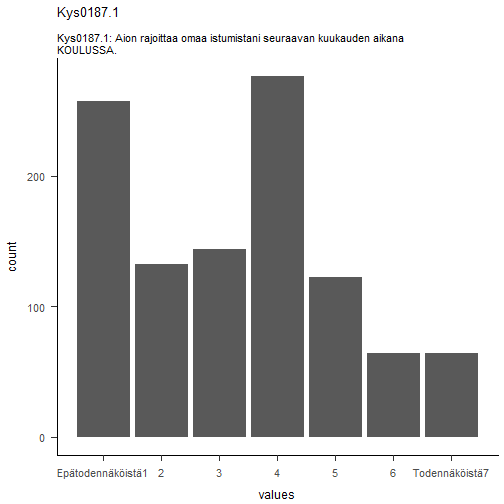 Kys0187.1
Kys0187.1: Aion rajoittaa omaa istumistani seuraavan kuukauden aikana
KOULUSSA.
200
100
0
count
Epätodennäköistä1 2 3 4 5 6 Todennäköistä7
values